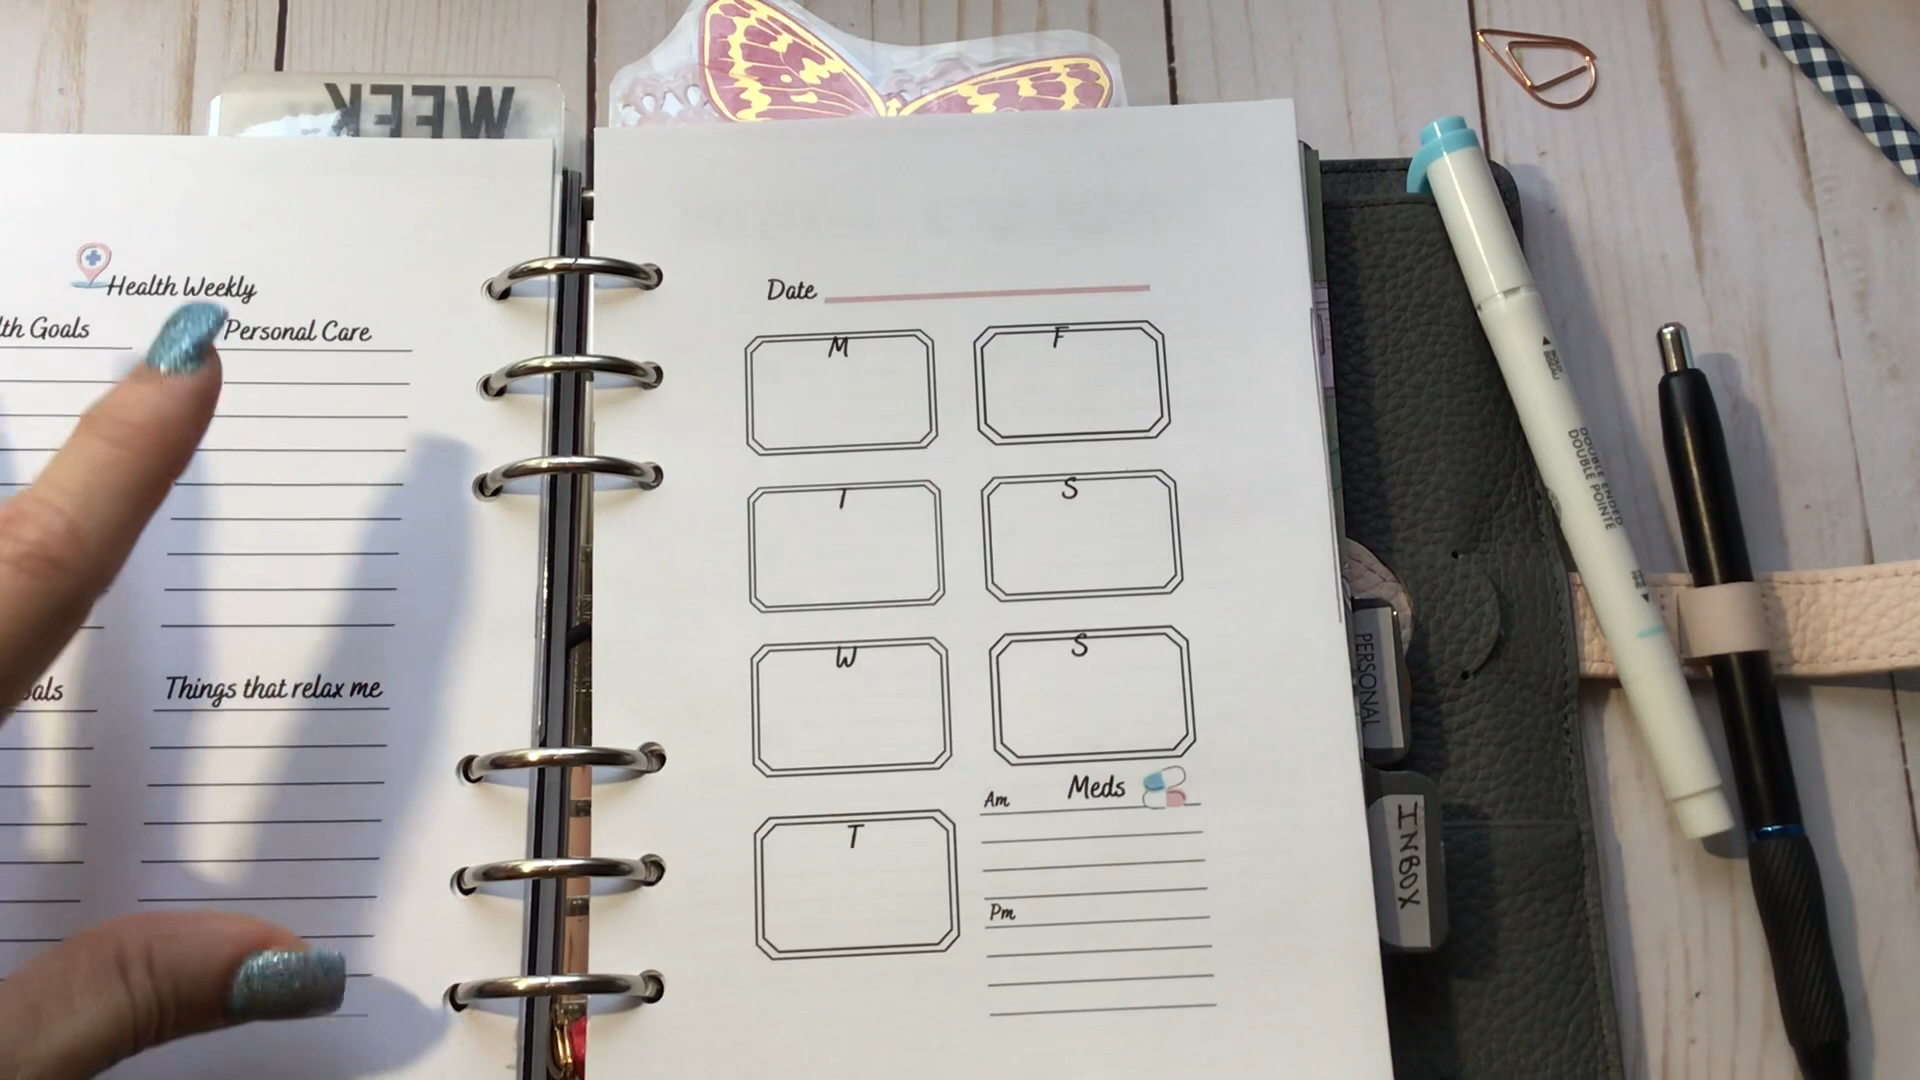 WEEK
Health Weekly
lth Goals
Personal Care
als
Things that relax me
Date
M
F
T
S
W
S
T
Meds
Am
Pm
DOUBLE ENDED
DOUBLE POINTE
PERSONAL
INBOX